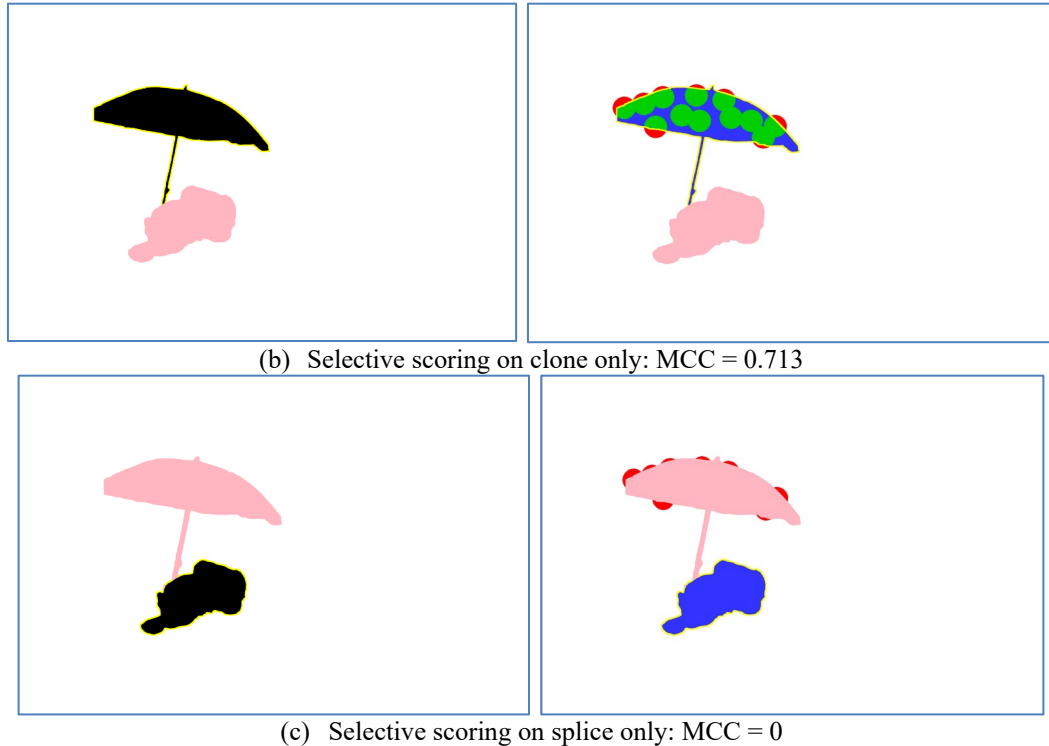 (b) Selective scoring on clone only: MCC = 0.713
(c) Selective scoring on splice only: MCC = 0